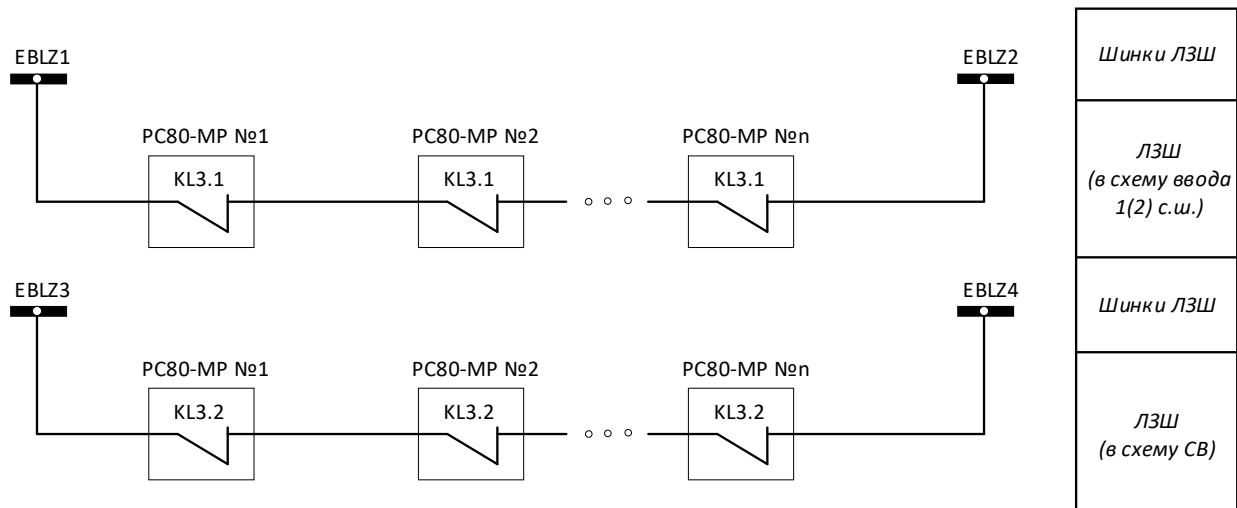 EBLZ1
EBLZ2
РС80-МР №1
РС80-МР №2
РС80-МР №n
KL3.1
KL3.1
KL3.1
Шинки ЛЗШ
ЛЗШ
(в схему ввода
1(2) с.ш.)
EBLZ3
EBLZ4
РС80-МР №1
РС80-МР №2
РС80-МР №n
KL3.2
KL3.2
KL3.2
Шинки ЛЗШ
ЛЗШ
(в схему СВ)